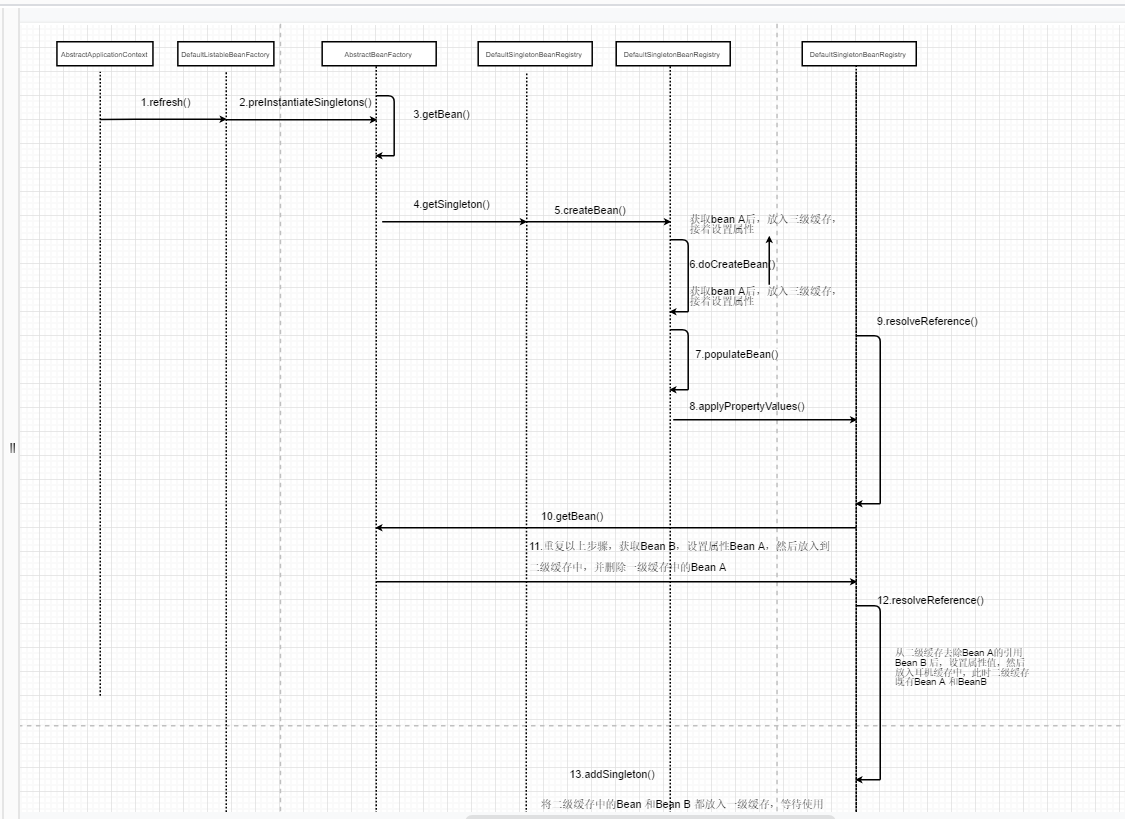 AbstractApplicationContext
DefaultListableBeanFactory
AbstractBeanFactory
DefaultSingletonBeanRegistry
DefaultSingletonBeanRegistry
DefaultSingletonBeanRegistry
1.refresh()
2.preInstantiateSingletons()
3.getBean()
4.getSingleton()
5.createBean()
获取bean A后，放入三级缓存，
接着设置属性
6.doCreateBean()
获取bean A后，放入三级缓存，
接着设置属性
9.resolveReference()
7.populateBean()
8.applyPropertyValues()
10.getBean()
11.重复以上步骤，获取Bean B，设置属性Bean A，然后放入到
二级缓存中，并删除一级缓存中的Bean A
12.resolveReference()
从二级缓存去除Bean A的引用
Bean B 后，设置属性值，然后
放入耳机缓存中，此时二级缓存
既有Bean A 和BeanB
13.addSingleton()
将二级缓存中的Bean 和Bean B 都放入一级缓存，等待使用